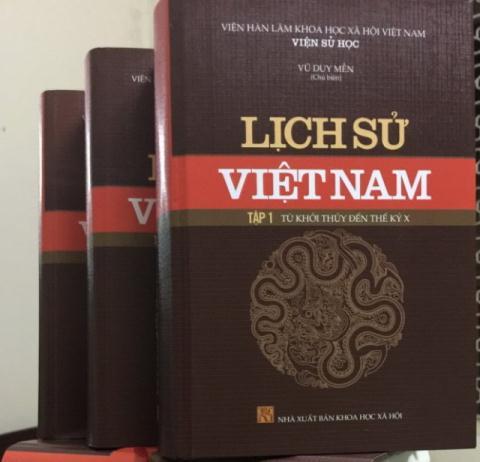 VIỆN HÀN LÂM KHOA HỌC XÃ HỘI VIỆT NAM
VIỆN SỬ HỌC
VŨ DUY MỀN
(Chủ biên)
LỊCH SỬ
VIỆT NAM
TẬP 1 TỪ KHỞI THỦY ĐẾN THẾ KỶ X
NHÀ XUẤT BẢN KHOA HỌC XÃ HỘI
VIỆN